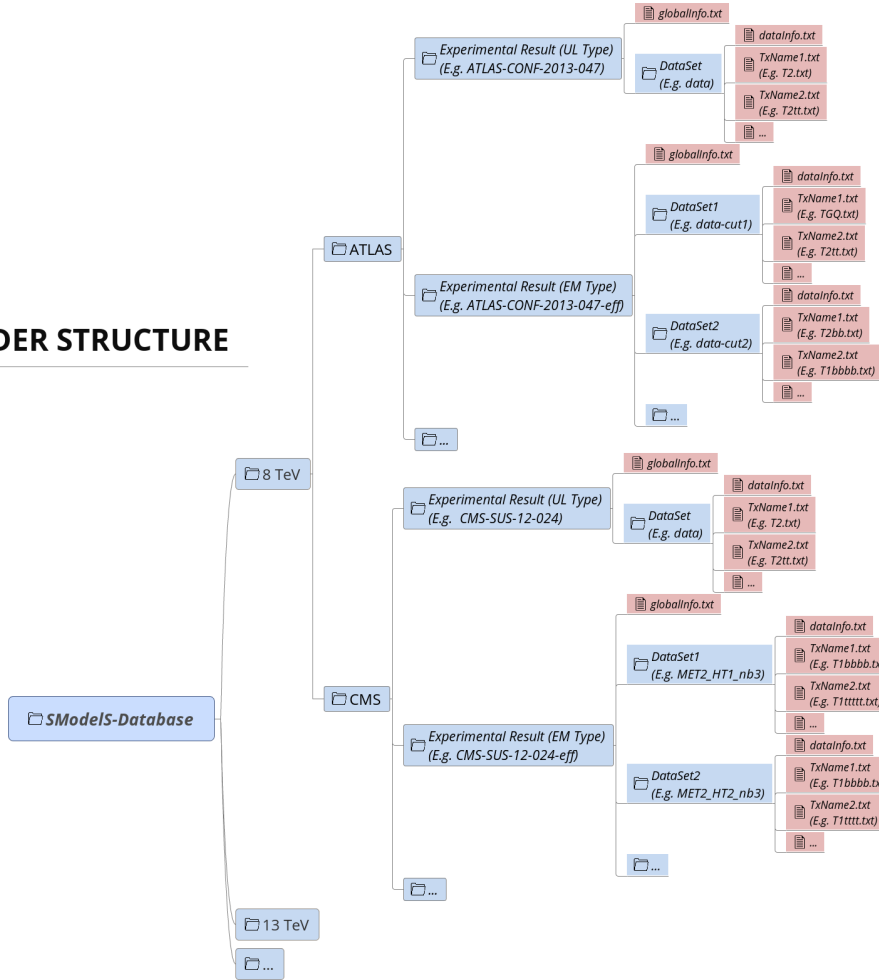 globalInfo.txt
Experimental Result (UL Type)
(E.g. ATLAS-CONF-2013-047)
DataSet
(E.g. data)
dataInfo.txt
TxName1.txt
(E.g. T2.txt)
TxName2.txt
(E.g. T2tt.txt)
...
globalInfo.txt
ATLAS
Experimental Result (EM Type)
(E.g. ATLAS-CONF-2013-047-eff)
DataSet1
(E.g. data-cut1)
dataInfo.txt
TxName1.txt
(E.g. TGQ.txt)
TxName2.txt
(E.g. T2tt.txt)
...
DataSet2
(E.g. data-cut2)
dataInfo.txt
TxName1.txt
(E.g. T2bb.txt)
TxName2.txt
(E.g. T1bbbb.txt)
...
...
...
DER STRUCTURE
8 TeV
globalInfo.txt
Experimental Result (UL Type)
(E.g. CMS-SUS-12-024)
DataSet
(E.g. data)
dataInfo.txt
TxName1.txt
(E.g. T2.txt)
TxName2.txt
(E.g. T2tt.txt)
...
globalInfo.txt
CMS
Experimental Result (EM Type)
(E.g. CMS-SUS-12-024-eff)
DataSet1
(E.g. MET2_HT1_nb3)
dataInfo.txt
TxName1.txt
(E.g. T1bbbb.tx
TxName2.txt
(E.g. T1ttttt.txt
...
DataSet2
(E.g. MET2_HT2_nb3)
dataInfo.txt
TxName1.txt
(E.g. T1bbbb.tx
TxName2.txt
(E.g. T1tttt.txt)
...
...
...
SModelS-Database
13 TeV
...